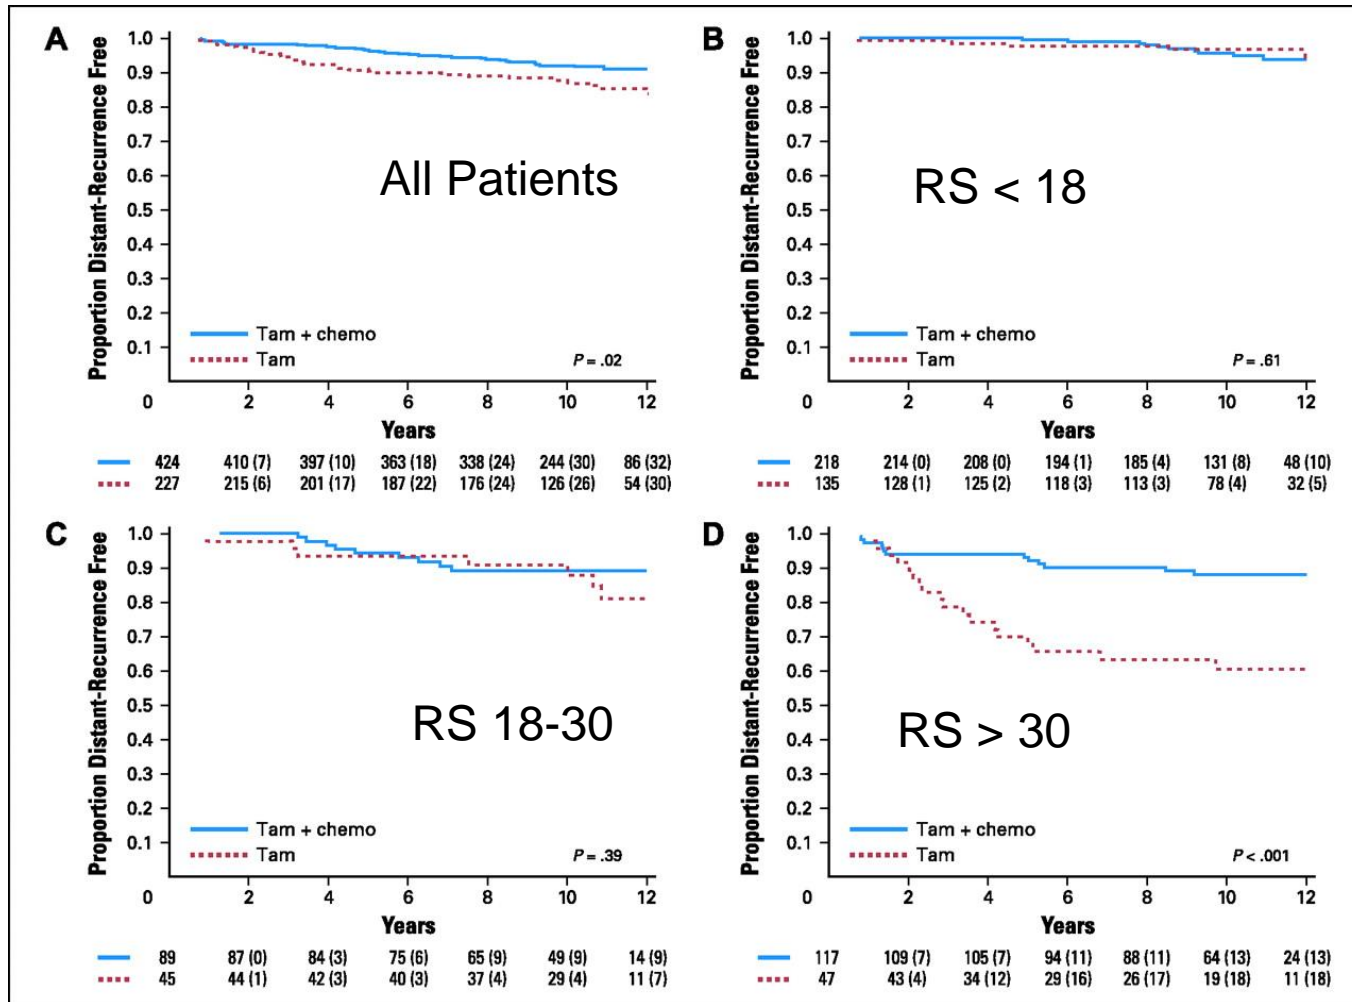 A
Proportion Distant-Recurrence Free
1.0
0.9
0.8
0.7
0.6
0.5
0.4
0.3
0.2
0.1
All Patients
Tam + chemo
Tam
P = .02
0 2 4 6 8 10 12
Years
424 410 (7) 397 (10) 363 (18) 338 (24) 244 (30) 86 (32)
227 215 (6) 201 (17) 187 (22) 176 (24) 126 (26) 54 (30)
B
Proportion Distant-Recurrence Free
1.0
0.9
0.8
0.7
0.6
0.5
0.4
0.3
0.2
0.1
RS < 18
Tam + chemo
Tam
P = .61
0 2 4 6 8 10 12
Years
218 214 (0) 208 (0) 194 (1) 185 (4) 131 (8) 48 (10)
135 128 (1) 125 (2) 118 (3) 113 (3) 78 (4) 32 (5)
C
Proportion Distant-Recurrence Free
1.0
0.9
0.8
0.7
0.6
0.5
0.4
0.3
0.2
0.1
RS 18-30
Tam + chemo
Tam
P = .39
0 2 4 6 8 10 12
Years
89 87 (0) 84 (3) 75 (6) 65 (9) 49 (9) 14 (9)
45 44 (1) 42 (3) 40 (3) 37 (4) 29 (4) 11 (7)
D
Proportion Distant-Recurrence Free
1.0
0.9
0.8
0.7
0.6
0.5
0.4
0.3
0.2
0.1
RS > 30
Tam + chemo
Tam
P < .001
0 2 4 6 8 10 12
Years
117 109 (7) 105 (7) 94 (11) 88 (11) 64 (13) 24 (13)
47 43 (4) 34 (12) 29 (16) 26 (17) 19 (18) 11 (18)